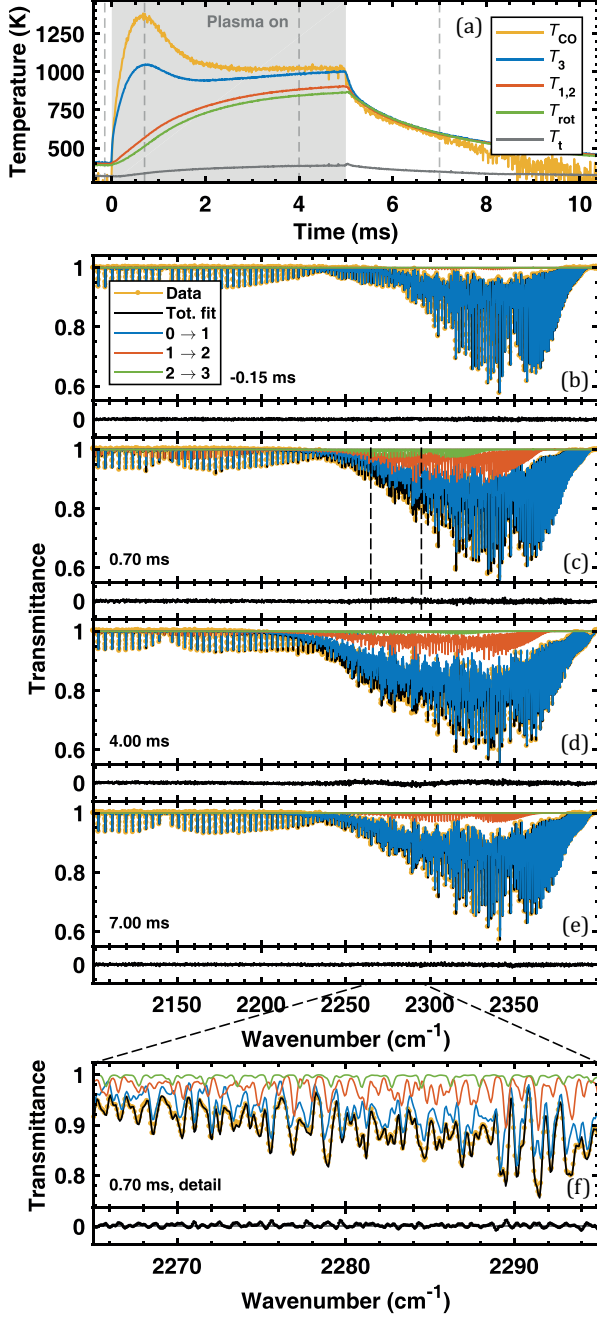 Plasma on
(a)
T_CO
T_3
T_1,2
T_rot
T_t
Temperature (K)
1250
1000
750
500
0 2 4 6 8 10
Time (ms)
1
0.8
0.6
Data
Tot. fit
0 → 1
1 → 2
2 → 3
-0.15 ms
(b)
0
1
0.8
0.6
0.70 ms
(c)
0
Transmittance
1
0.8
0.6
4.00 ms
(d)
0
1
0.8
0.6
7.00 ms
(e)
0
2150 2200 2250 2300 2350
Wavenumber (cm⁻¹)
Transmittance
1
0.9
0.8
0.70 ms, detail
(f)
0
2270 2280 2290
Wavenumber (cm⁻¹)